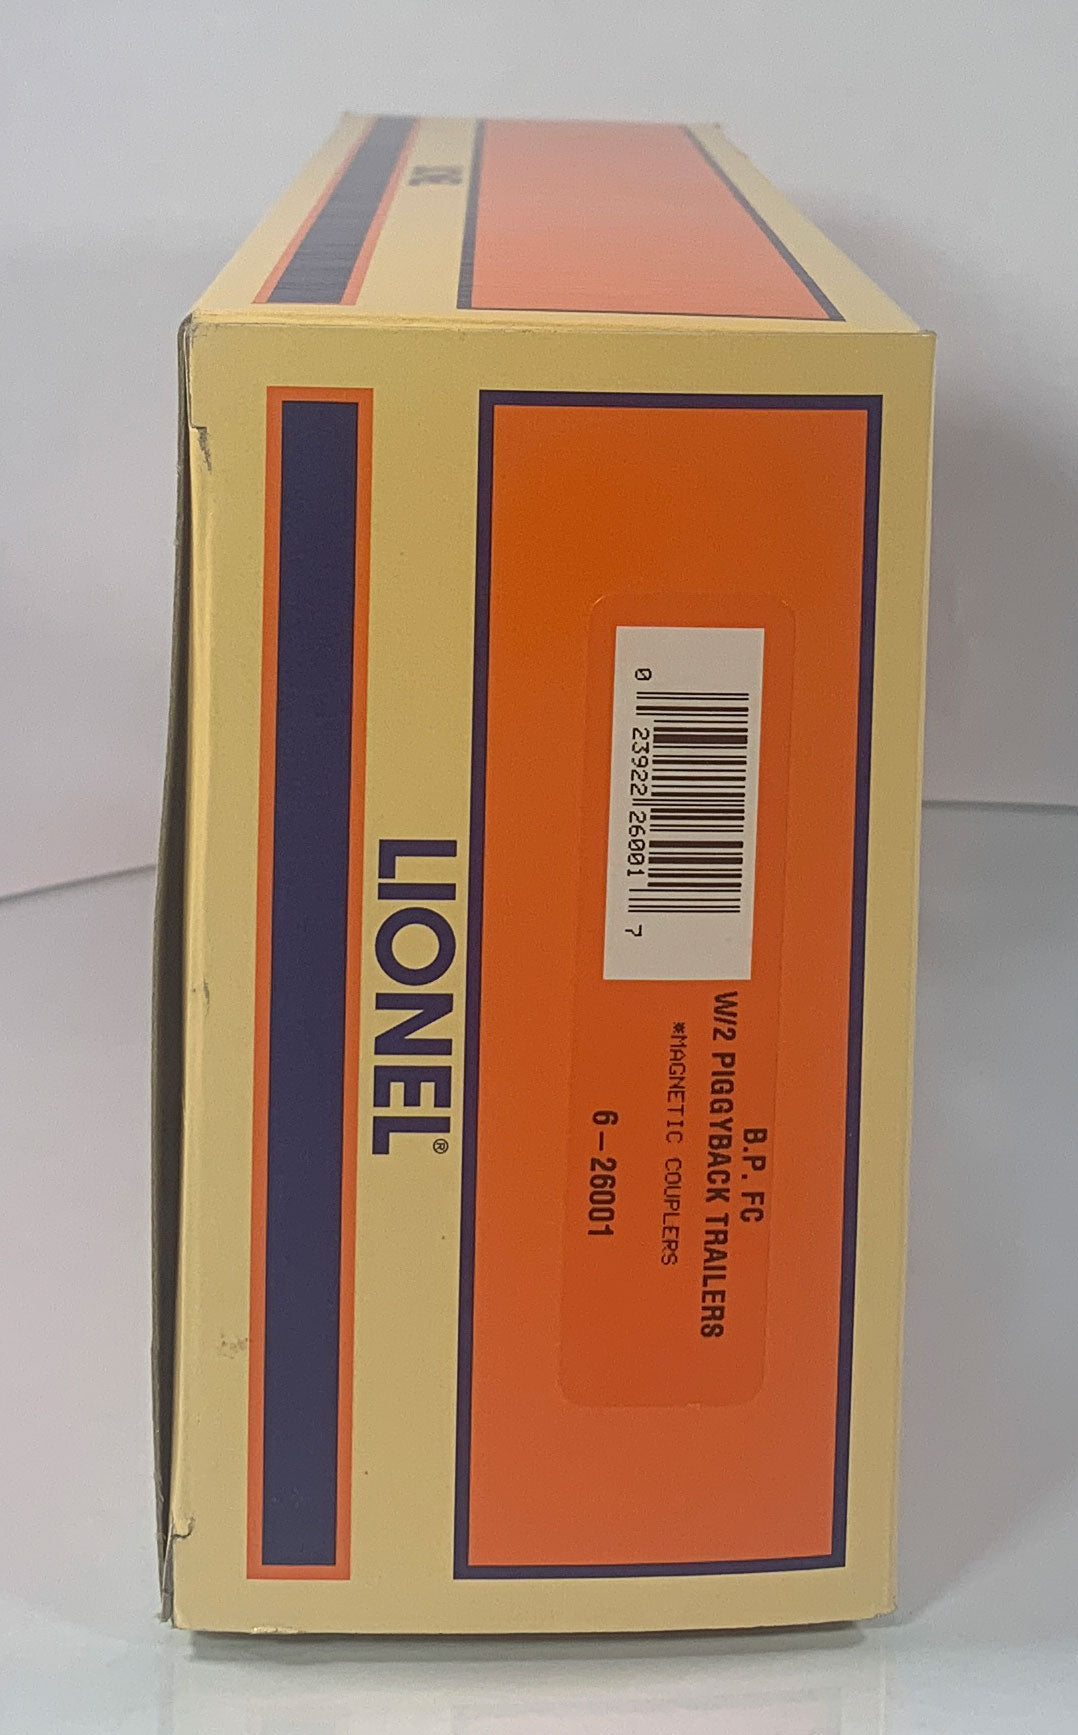 LIONEL®
B.P. FC
W/2 PIGGYBACK TRAILERS
*MAGNETIC COUPLERS
6-26001
0 23922 26001 7